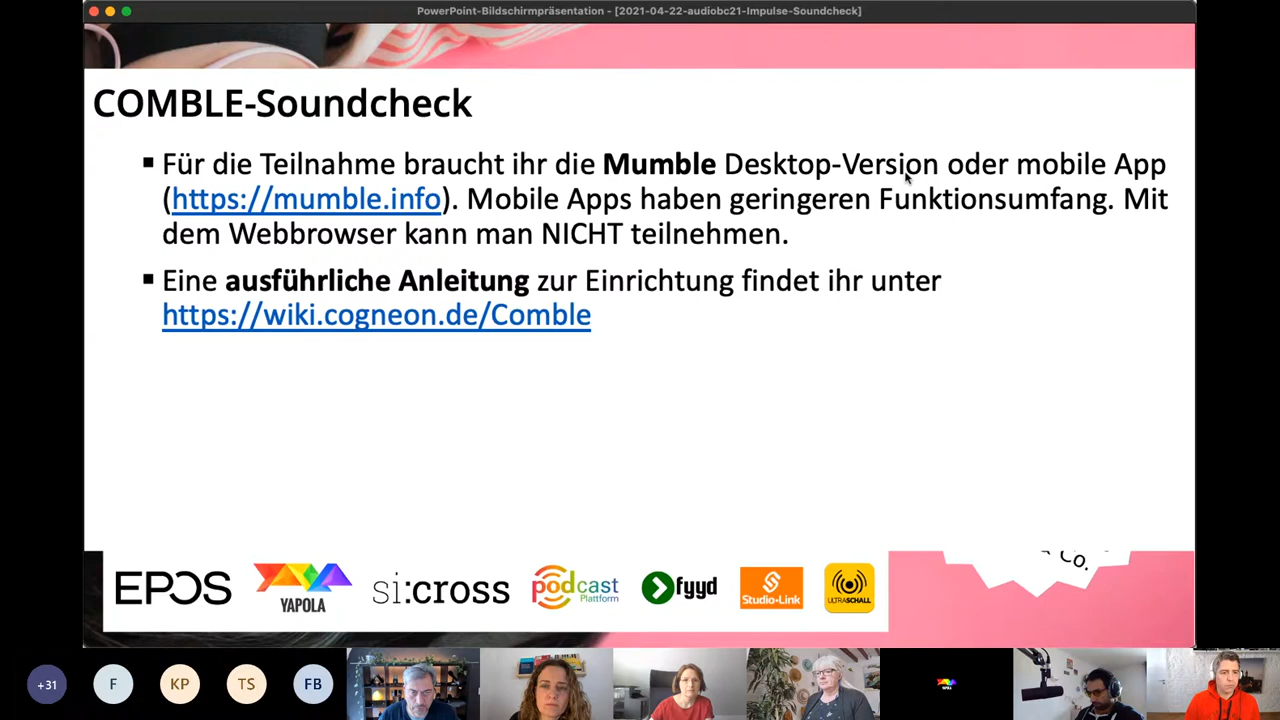 PowerPoint-Bildschirmpräsentation - [2021-04-22-audiobc21-Impulse-Soundcheck]
COMBLE-Soundcheck
▪ Für die Teilnahme braucht ihr die Mumble Desktop-Version oder mobile App
(https://mumble.info). Mobile Apps haben geringeren Funktionsumfang. Mit
dem Webbrowser kann man NICHT teilnehmen.
▪ Eine ausführliche Anleitung zur Einrichtung findet ihr unter
https://wiki.cogneon.de/Comble
Co.
EPOS
YAPOLA
si:cross
podcast
Plattform
fyyd
Studio-Link
ULTRASCHALL
+31
F
KP
TS
FB